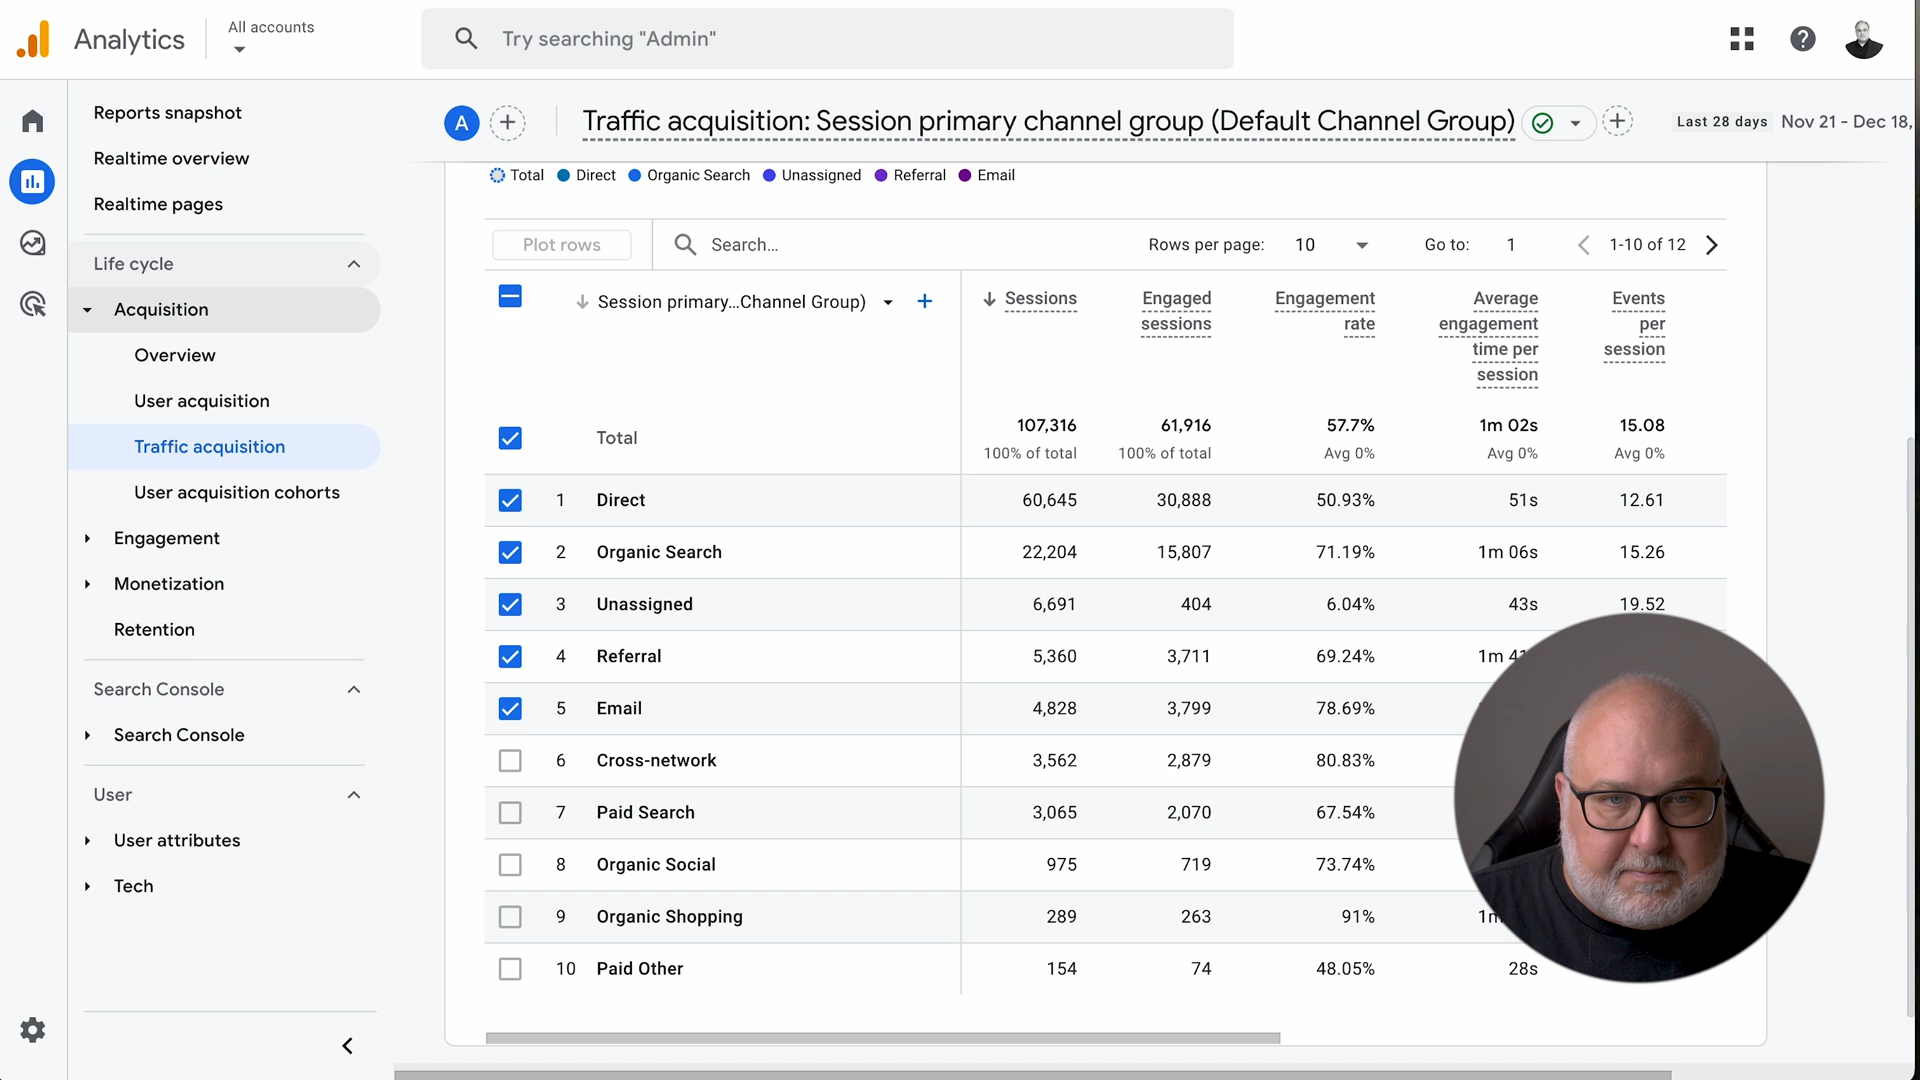 Analytics
All accounts
Try searching "Admin"
Reports snapshot
Realtime overview
Realtime pages
Life cycle
Acquisition
Overview
User acquisition
Traffic acquisition
User acquisition cohorts
Engagement
Monetization
Retention
Search Console
Search Console
User
User attributes
Tech
A
Traffic acquisition: Session primary channel group (Default Channel Group)
Last 28 days Nov 21 - Dec 18,
Total Direct Organic Search Unassigned Referral Email
Plot rows Search... Rows per page: 10 Go to: 1 1-10 of 12
Session primary...Channel Group) Sessions Engaged sessions Engagement rate Average engagement time per session Events per session
Total 107,316 61,916 57.7% 1m 02s 15.08
100% of total 100% of total Avg 0% Avg 0% Avg 0%
1 Direct 60,645 30,888 50.93% 51s 12.61
2 Organic Search 22,204 15,807 71.19% 1m 06s 15.26
3 Unassigned 6,691 404 6.04% 43s 19.52
4 Referral 5,360 3,711 69.24% 1m
5 Email 4,828 3,799 78.69%
6 Cross-network 3,562 2,879 80.83%
7 Paid Search 3,065 2,070 67.54%
8 Organic Social 975 719 73.74%
9 Organic Shopping 289 263 91%
10 Paid Other 154 74 48.05% 28s